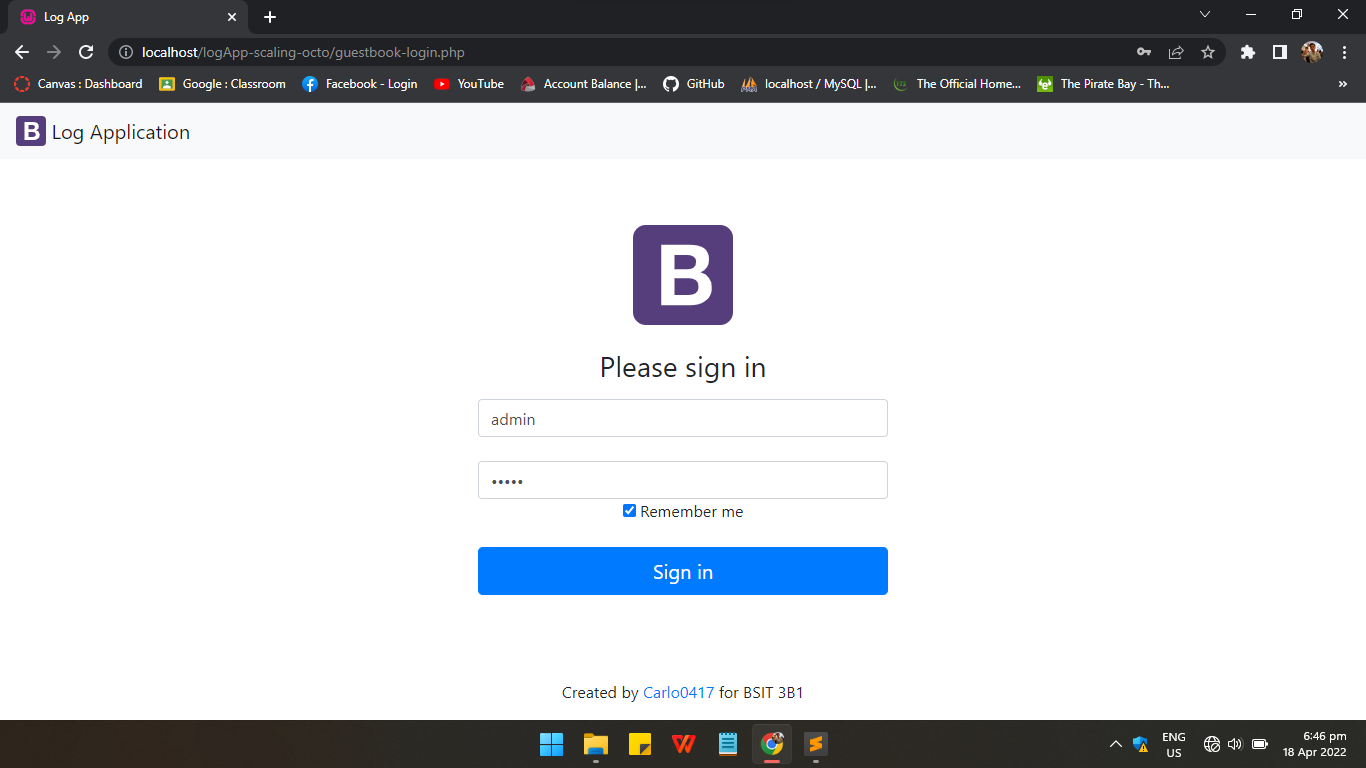 Log App
localhost/logApp-scaling-octo/guestbook-login.php
Canvas : Dashboard Google : Classroom Facebook - Login YouTube Account Balance |... GitHub localhost / MySQL |... The Official Home... The Pirate Bay - Th... »
B Log Application
B
Please sign in
admin
•••••
Remember me
Sign in
Created by Carlo0417 for BSIT 3B1
ENG 6:46 pm
US 18 Apr 2022